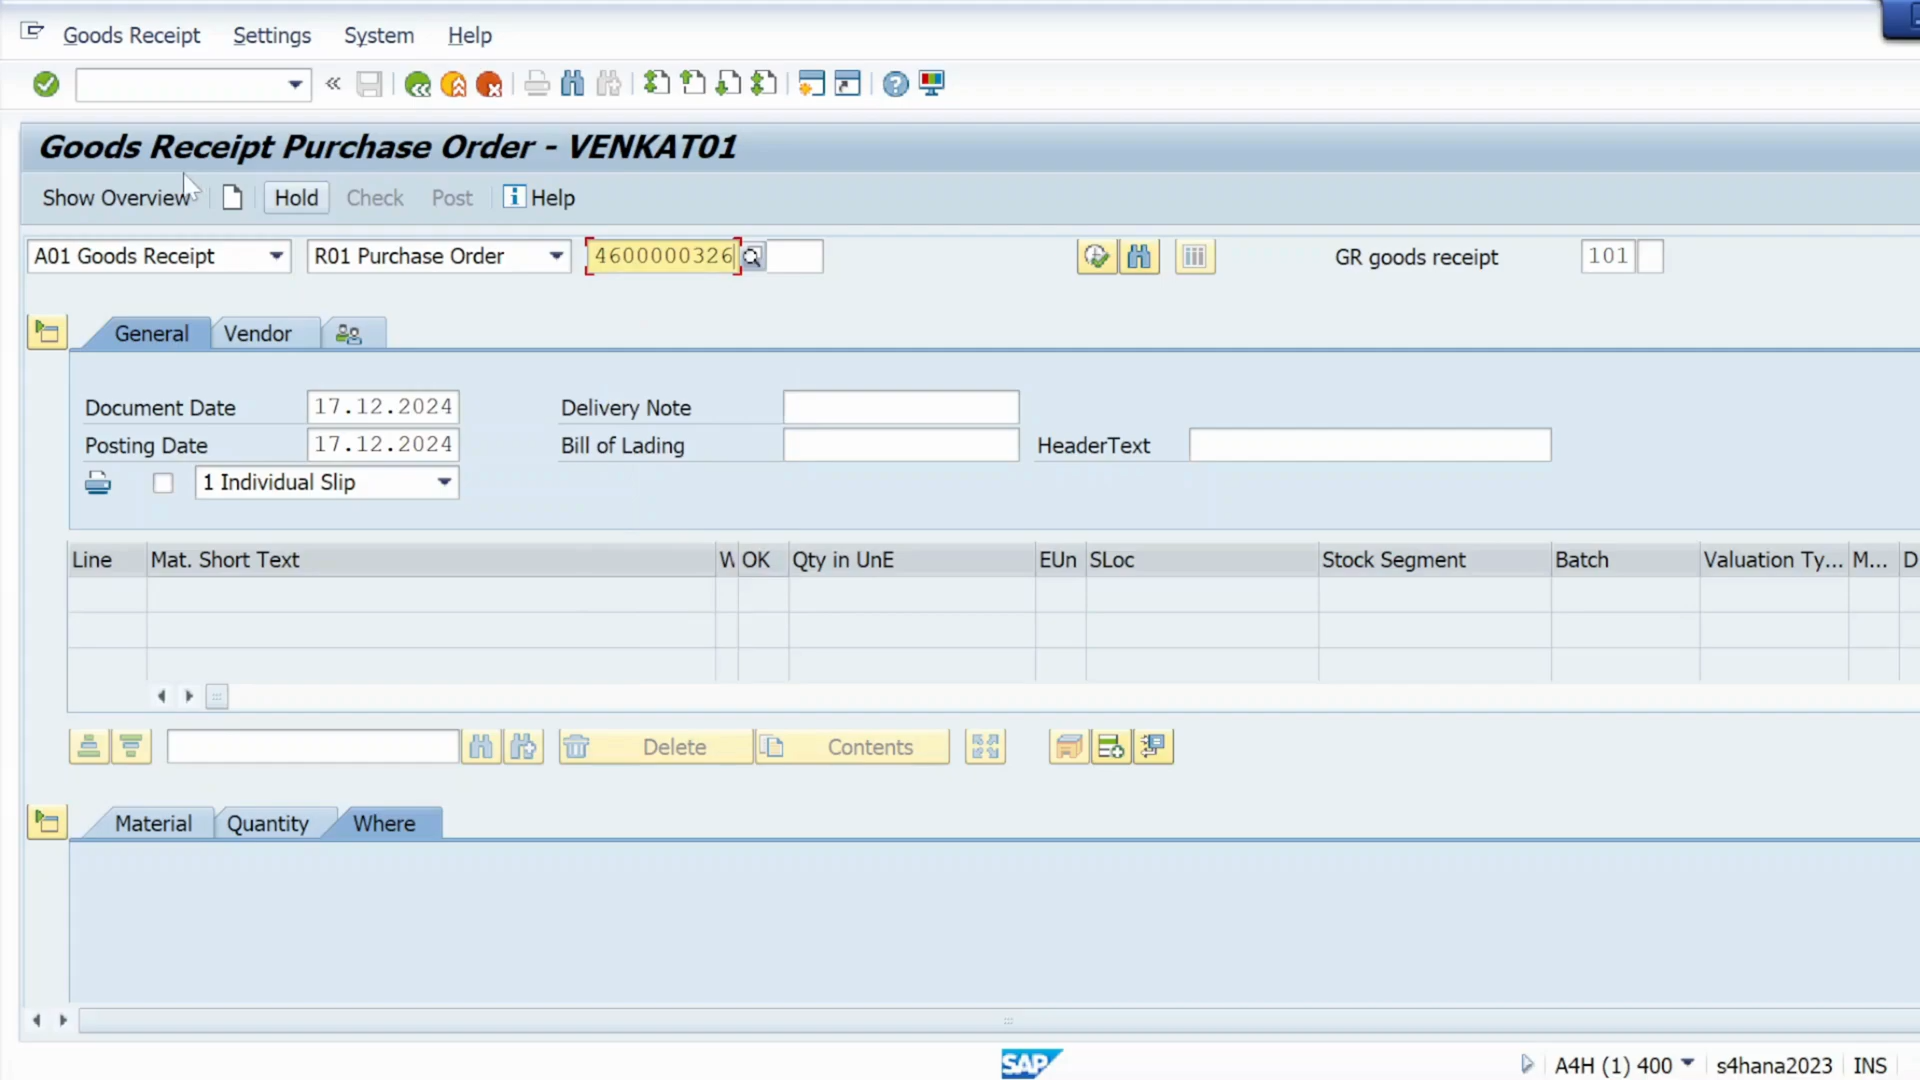 Goods Receipt Settings System Help
Goods Receipt Purchase Order - VENKAT01
Show Overview Hold Check Post Help
A01 Goods Receipt R01 Purchase Order 4600000326 GR goods receipt 101
General Vendor
Document Date 17.12.2024 Delivery Note
Posting Date 17.12.2024 Bill of Lading HeaderText
1 Individual Slip
Line Mat. Short Text W OK Qty in UnE EUn SLoc Stock Segment Batch Valuation Ty... M... D
Delete Contents
Material Quantity Where
SAP A4H (1) 400 s4hana2023 INS